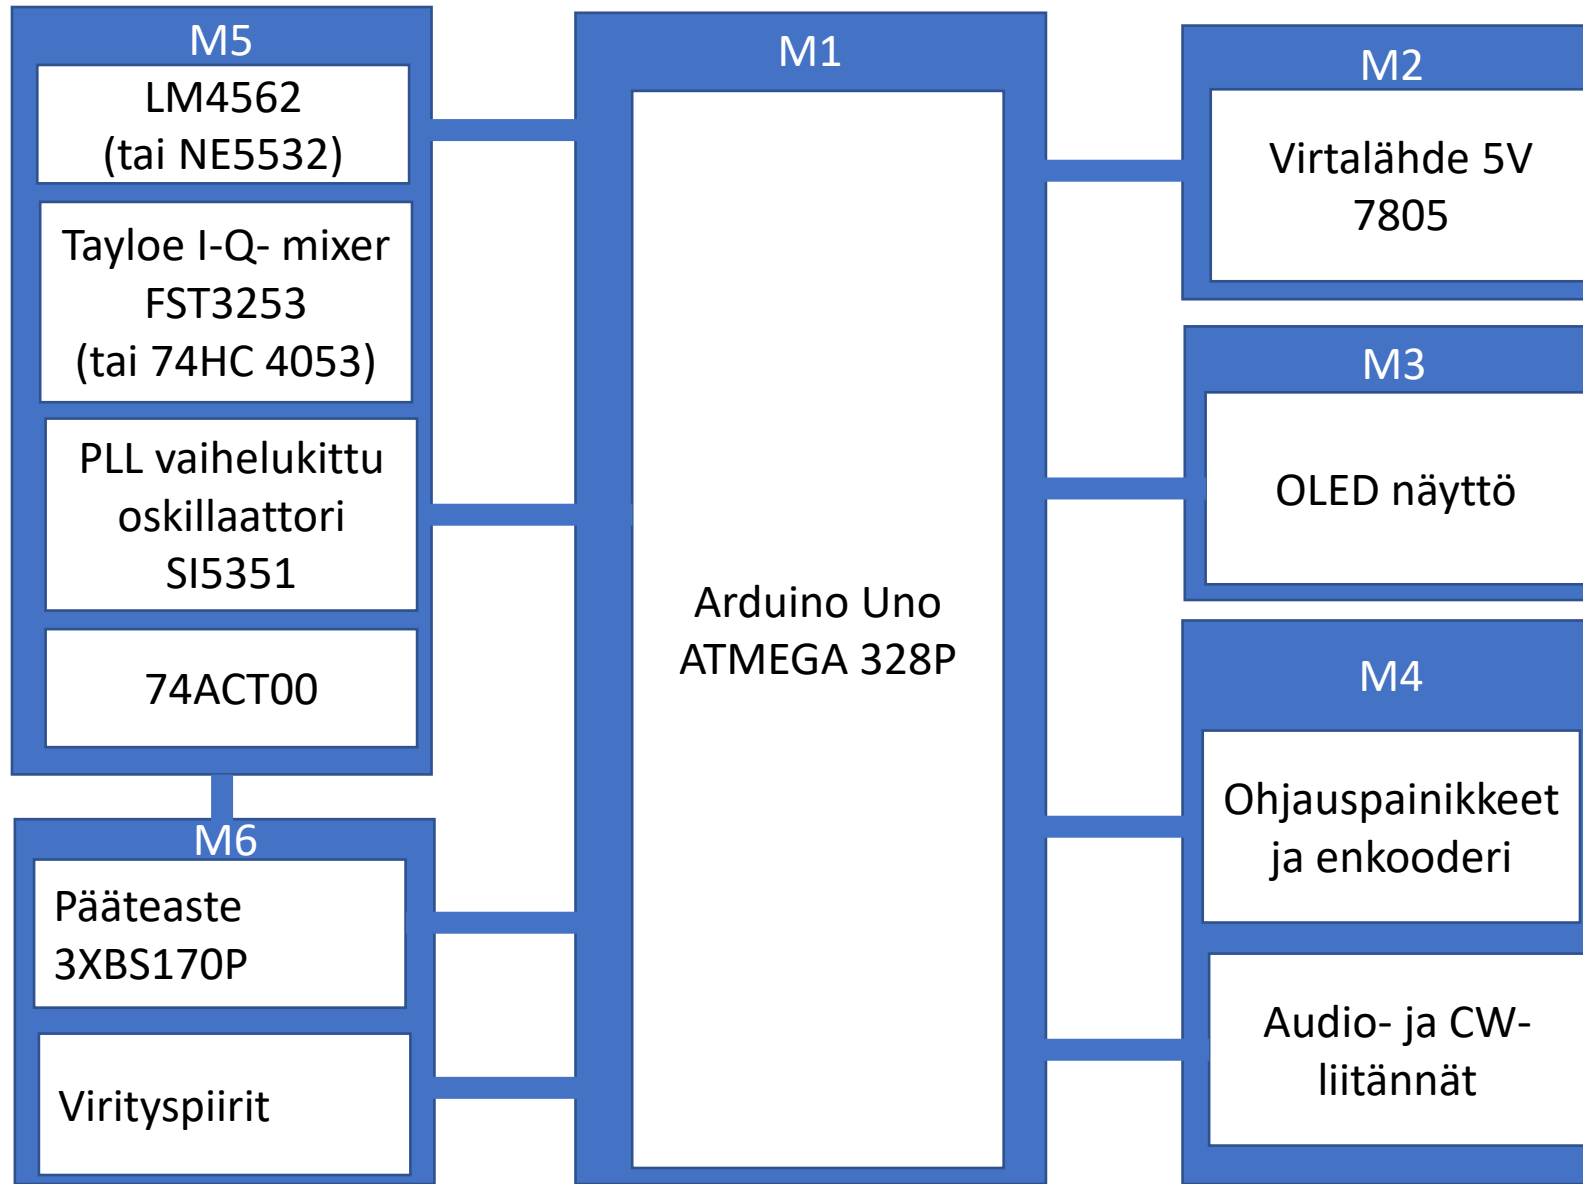 M5
LM4562
(tai NE5532)
Tayloe I-Q- mixer
FST3253
(tai 74HC 4053)
PLL vaihelukittu
oskillaattori
SI5351
74ACT00
M6
Pääteaste
3XBS170P
Virityspiirit
M1
Arduino Uno
ATMEGA 328P
M2
Virtalähde 5V
7805
M3
OLED näyttö
M4
Ohjauspainikkeet
ja enkooderi
Audio- ja CW-
liitännät